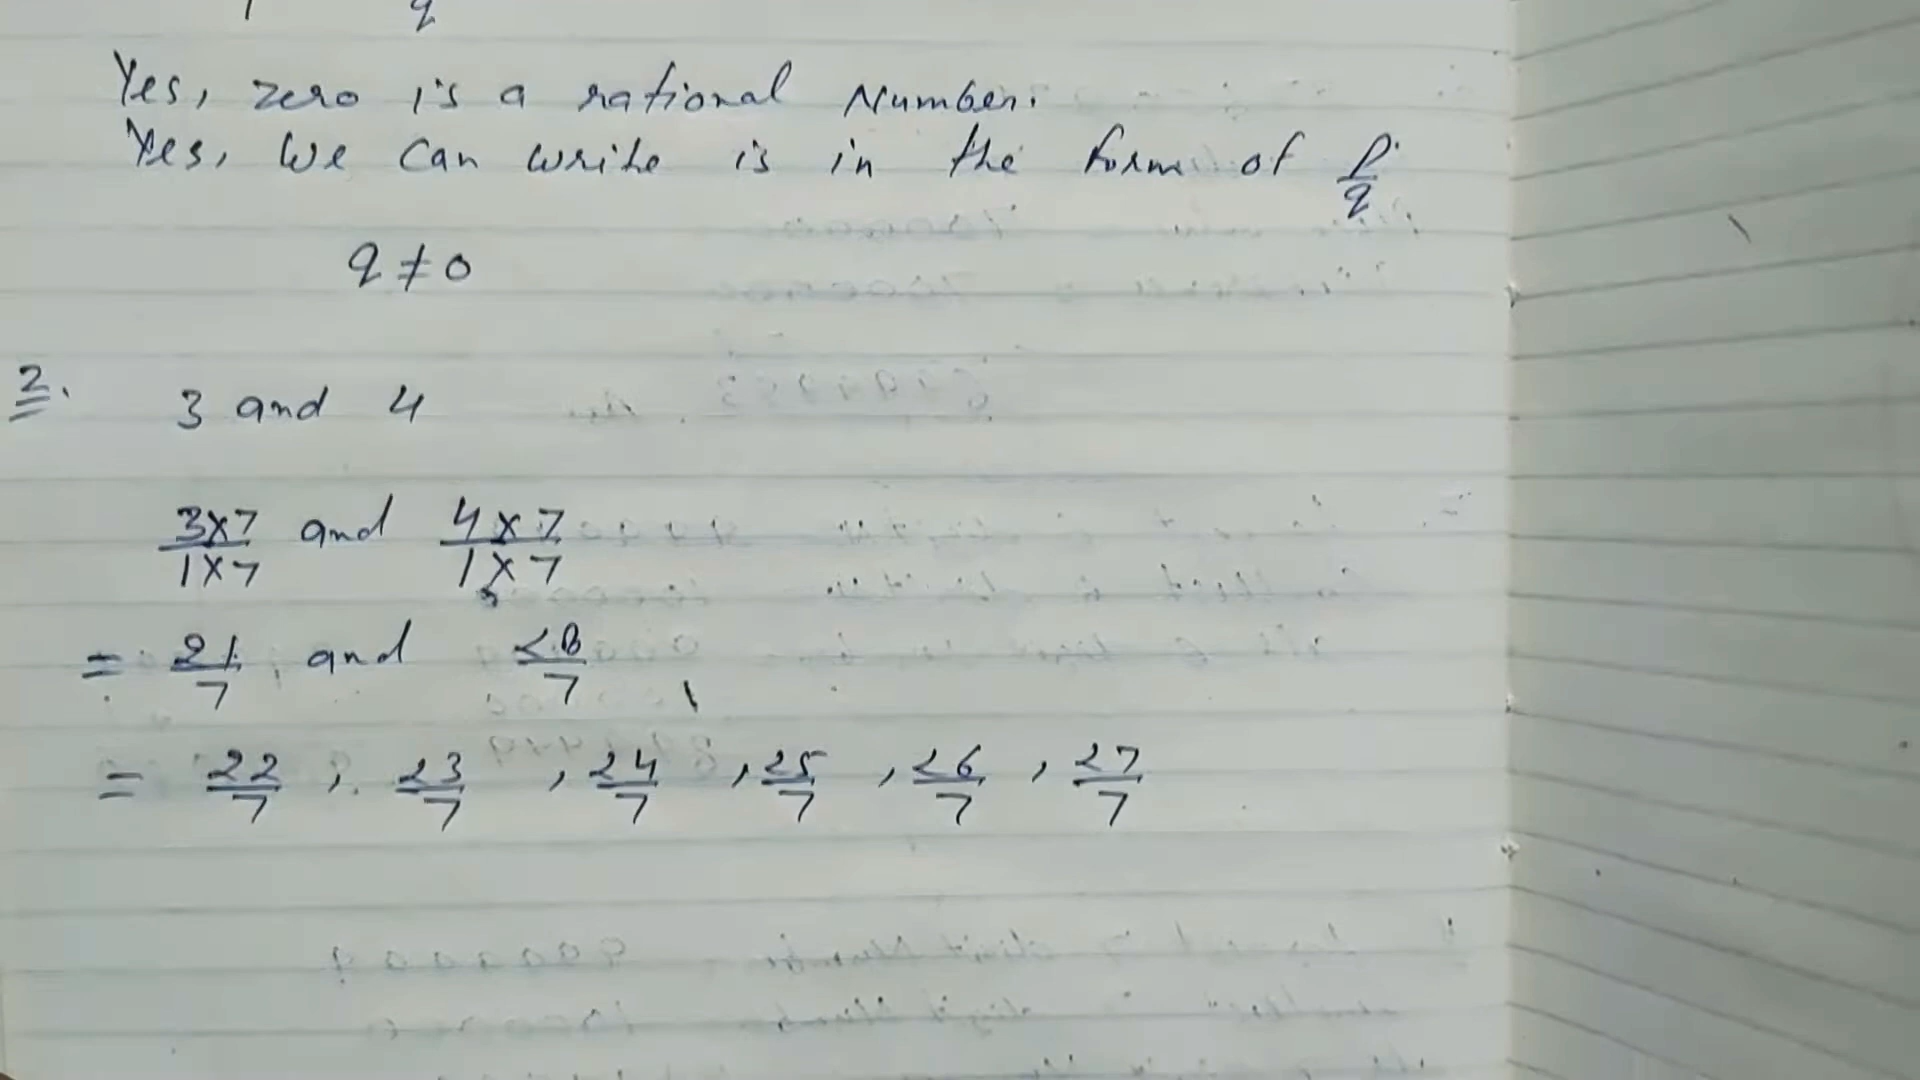 Yes, zero is a rational Number.
Yes, We Can write is in the form of p/q
q ≠ 0
2. 3 and 4
3×7/1×7 and 4×7/1×7
= 21/7, and 28/7
= 22/7, 23/7, 24/7, 25/7, 26/7, 27/7